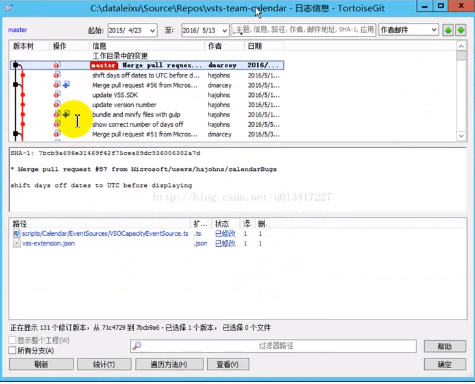 C:\dataleixu\Source\Repos\vsts-team-calendar - 日志信息 - TortoiseGit
master 起始: 2015/ 4/23 至: 2016/ 5/13 主题, 信息, 路径, 作者, 邮件地址, SHA-1, 应用 作者邮件
版本树 操作 信息 作者 日期
工作目录中的变更
master Merge pull reques... dmarcey 2016/...
shift days off dates to UTC before d... hajohns 2016/5/1...
Merge pull request #56 from Micros... dmarcey 2016/5/1...
update VSS.SDK hajohns 2016/5/1...
update version number hajohns 2016/5/1...
bundle and minify files with gulp hajohns 2016/5/1...
show correct number of days off hajohns 2016/5/...
Merge pull request #51 from Micros... dmarcey 2016/5/3...
SHA-1: 7bcb9a696e31469f42f75cea89dc936006302a7d
* Merge pull request #57 from Microsoft/users/hajohns/calendarBugs
shift days off dates to UTC before displaying
http://blog.csdn.net/u013417227
路径 扩... 状态 添. 删.
scripts/Calendar/EventSources/VSOCapacityEventSource.ts .ts 已修改 1 1
vss-extension.json .json 已修改 1 1
正在显示 131 个修订版本，从 71c4729 到 7bcb9a6 - 已选择 1 个版本，已选择 0 个文件
显示整个工程(W)
所有分支(A)
过滤器路径
帮助
刷新 统计(T) 遍历方法(H) 查看(V) 确定